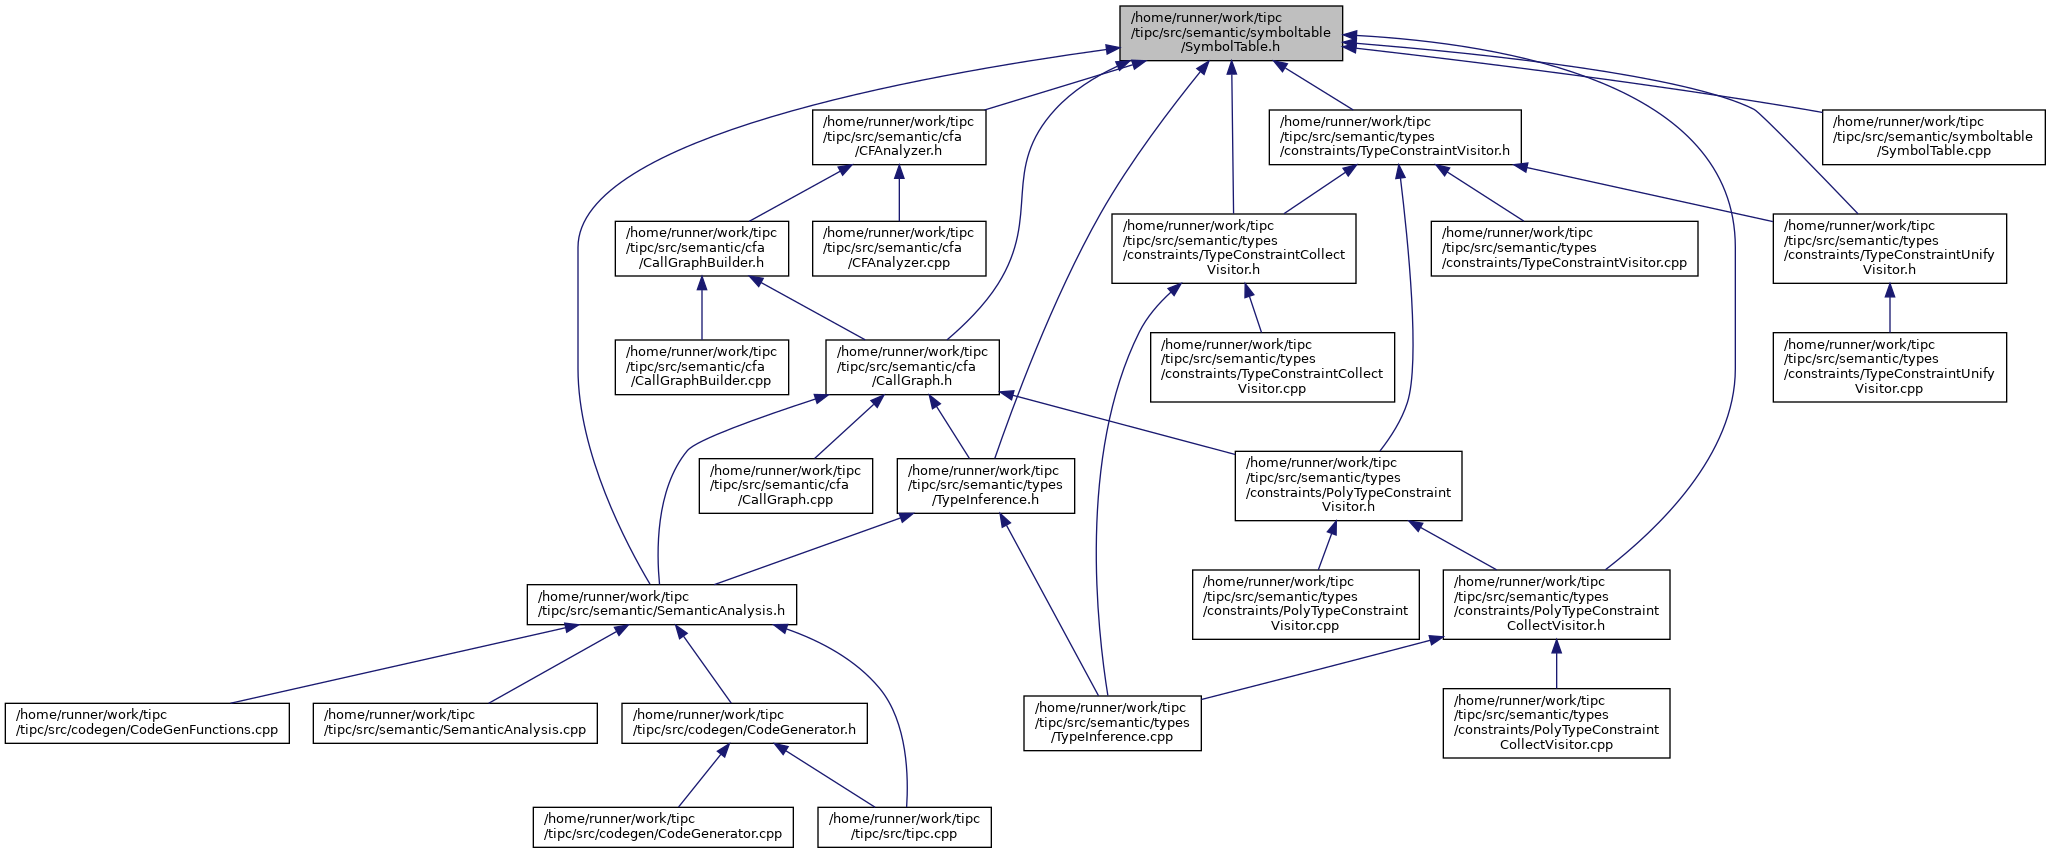 /home/runner/work/tipc
/tipc/src/semantic/symboltable
/SymbolTable.h
/home/runner/work/tipc
/tipc/src/semantic/cfa
/CFAnalyzer.h
/home/runner/work/tipc
/tipc/src/semantic/types
/constraints/TypeConstraintVisitor.h
/home/runner/work/tipc
/tipc/src/semantic/symboltable
/SymbolTable.cpp
/home/runner/work/tipc
/tipc/src/semantic/cfa
/CallGraphBuilder.h
/home/runner/work/tipc
/tipc/src/semantic/cfa
/CFAnalyzer.cpp
/home/runner/work/tipc
/tipc/src/semantic/types
/constraints/TypeConstraintCollect
Visitor.h
/home/runner/work/tipc
/tipc/src/semantic/types
/constraints/TypeConstraintVisitor.cpp
/home/runner/work/tipc
/tipc/src/semantic/types
/constraints/TypeConstraintUnify
Visitor.h
/home/runner/work/tipc
/tipc/src/semantic/cfa
/CallGraphBuilder.cpp
/home/runner/work/tipc
/tipc/src/semantic/cfa
/CallGraph.h
/home/runner/work/tipc
/tipc/src/semantic/types
/constraints/TypeConstraintCollect
Visitor.cpp
/home/runner/work/tipc
/tipc/src/semantic/types
/constraints/TypeConstraintUnify
Visitor.cpp
/home/runner/work/tipc
/tipc/src/semantic/cfa
/CallGraph.cpp
/home/runner/work/tipc
/tipc/src/semantic/types
/TypeInference.h
/home/runner/work/tipc
/tipc/src/semantic/types
/constraints/PolyTypeConstraint
Visitor.h
/home/runner/work/tipc
/tipc/src/semantic/SemanticAnalysis.h
/home/runner/work/tipc
/tipc/src/semantic/types
/constraints/PolyTypeConstraint
Visitor.cpp
/home/runner/work/tipc
/tipc/src/semantic/types
/constraints/PolyTypeConstraint
CollectVisitor.h
/home/runner/work/tipc
/tipc/src/codegen/CodeGenFunctions.cpp
/home/runner/work/tipc
/tipc/src/semantic/SemanticAnalysis.cpp
/home/runner/work/tipc
/tipc/src/codegen/CodeGenerator.h
/home/runner/work/tipc
/tipc/src/semantic/types
/TypeInference.cpp
/home/runner/work/tipc
/tipc/src/semantic/types
/constraints/PolyTypeConstraint
CollectVisitor.cpp
/home/runner/work/tipc
/tipc/src/codegen/CodeGenerator.cpp
/home/runner/work/tipc
/tipc/src/tipc.cpp